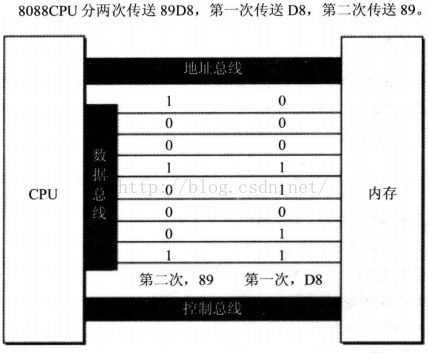 8088CPU 分两次传送 89D8，第一次传送 D8，第二次传送 89。
地址总线
1 0
0 0
0 0
数据总线
1 1
http://blog.csdn.net/
CPU
0 1
内存
0 0
0 1
1 1
第二次，89 第一次，D8
控制总线